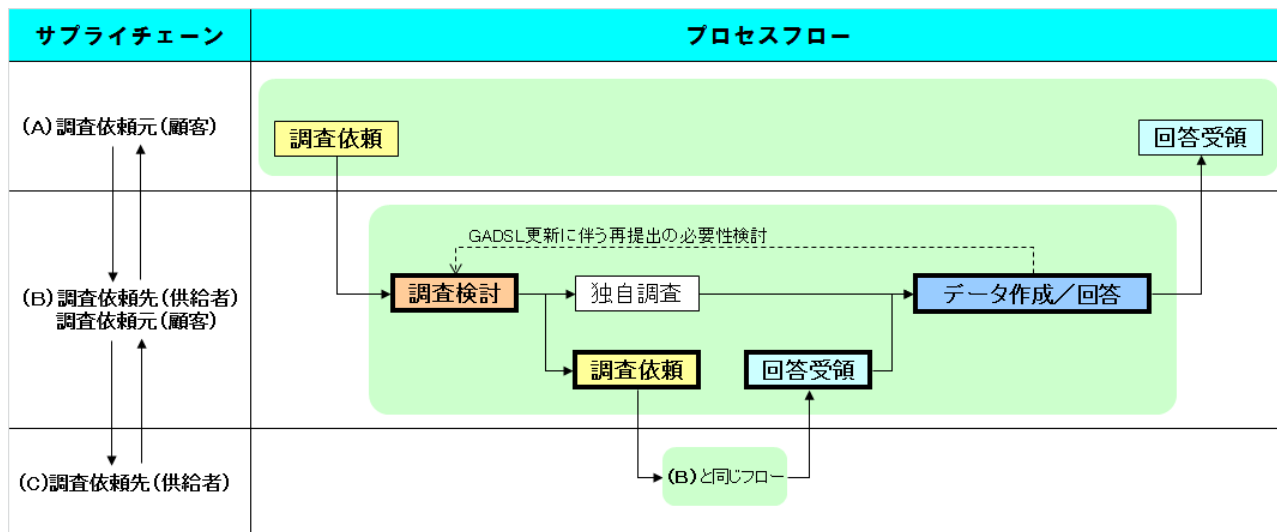 サプライチェーン
プロセスフロー
(A)調査依頼元(顧客)
調査依頼
回答受領
GADSL更新に伴う再提出の必要性検討
(B)調査依頼先(供給者)
調査依頼元(顧客)
調査検討
独自調査
データ作成／回答
調査依頼
回答受領
(C)調査依頼先(供給者)
(B)と同じフロー